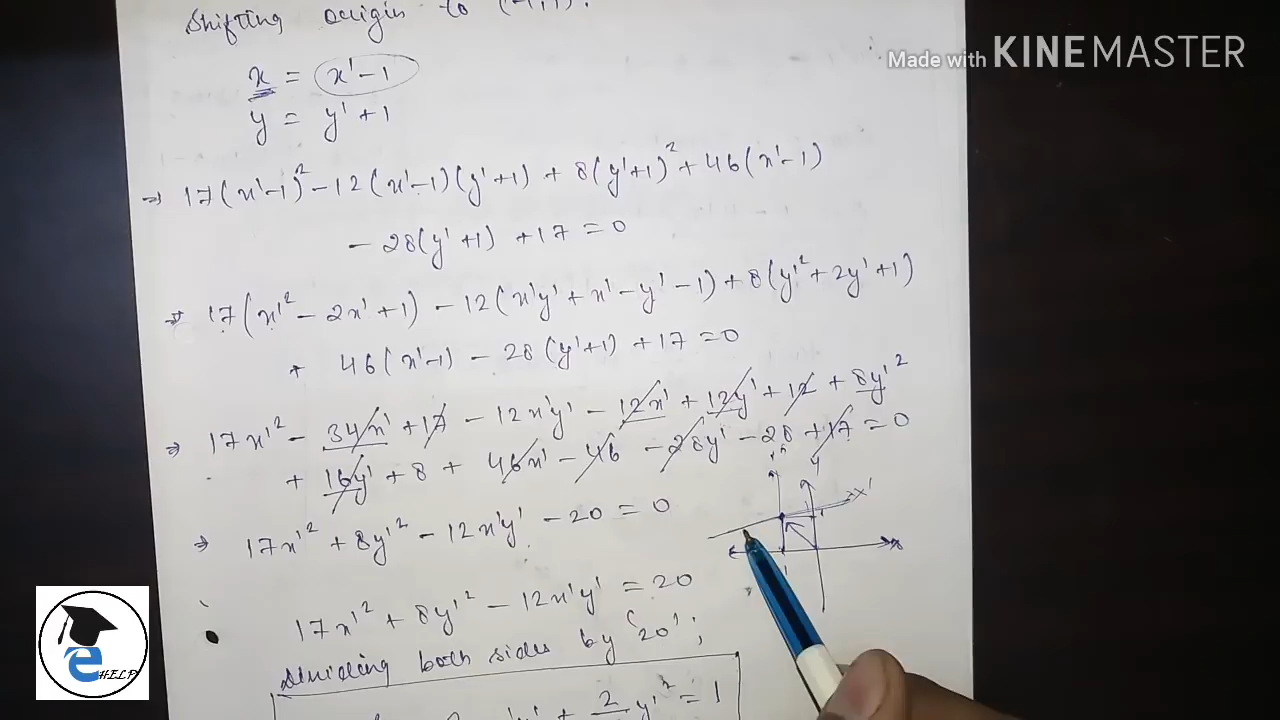 Shifting origin to (-1,1).
Made with KINEMASTER
x = x' - 1
y = y' + 1
⇒ 17(x'-1)² - 12(x'-1)(y'+1) + 8(y'+1)² + 46(x'-1)
- 28(y'+1) + 17 = 0
⇒ 17(x'² - 2x' + 1) - 12(x'y' + x' - y' - 1) + 8(y'² + 2y' + 1)
+ 46(x'-1) - 28(y'+1) + 17 = 0
⇒ 17x'² - 34x' + 17 - 12x'y' - 12x' + 12y' + 12 + 8y'²
+ 16y' + 8 + 46x' - 46 - 28y' - 28 + 17 = 0
⇒ 17x'² + 8y'² - 12x'y' - 20 = 0
y
x'
x
17x'² + 8y'² - 12x'y' = 20
dividing both sides by '20';
x'y' + 2 y'² = 1
e HELP